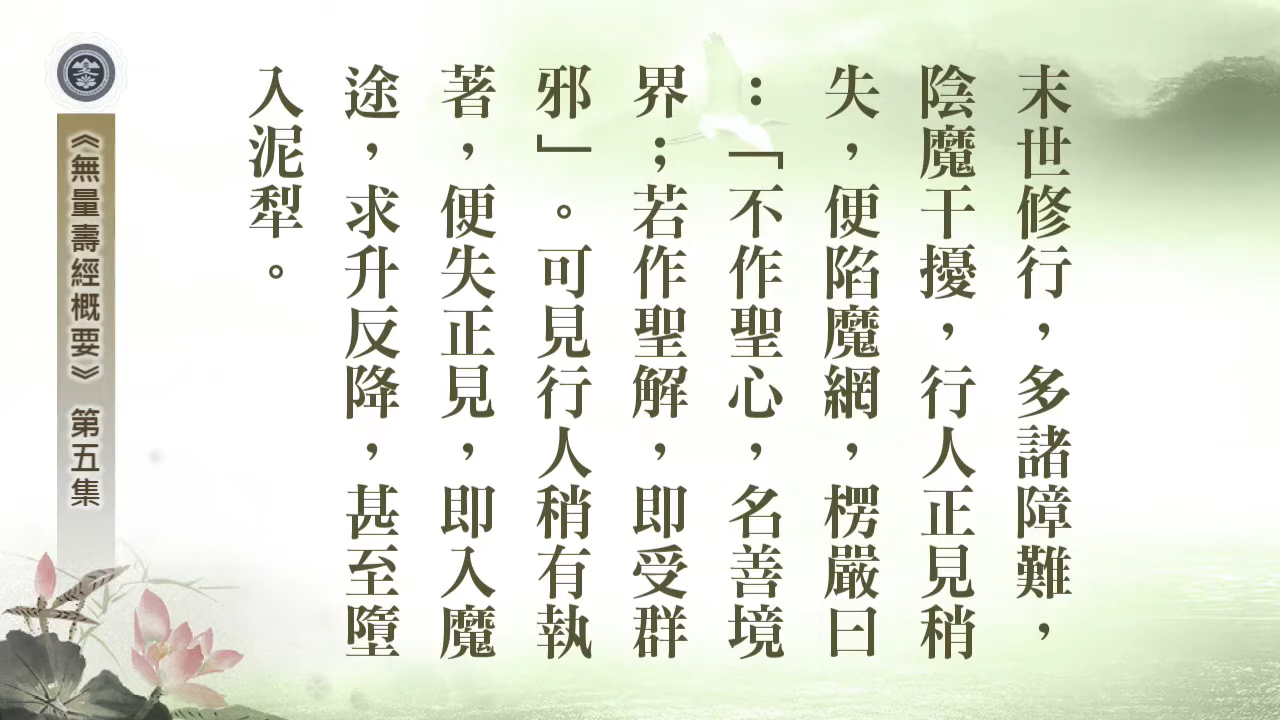 末世修行，多諸障難，
陰魔干擾，行人正見稍
失，便陷魔網，楞嚴曰
：「不作聖心，名善境
界；若作聖解，即受群
邪」。可見行人稍有執
著，便失正見，即入魔
途，求升反降，甚至墮
入泥犁。
《無量壽經概要》 第五集